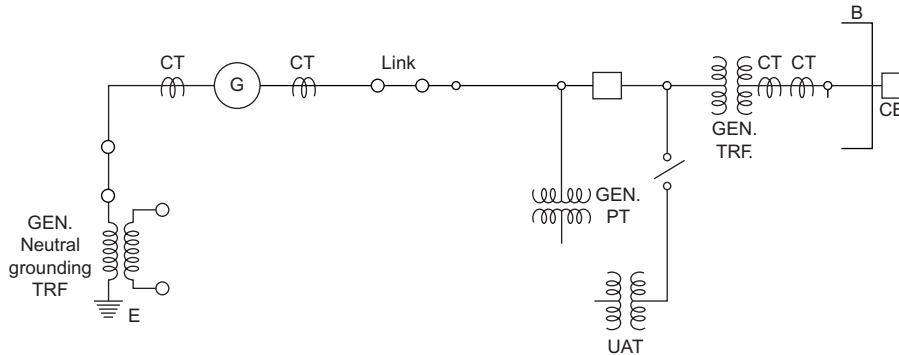 B
CT
CT
Link
CT CT
G
CB
GEN.
TRF.
GEN.
PT
GEN.
Neutral
grounding
TRF
E
UAT